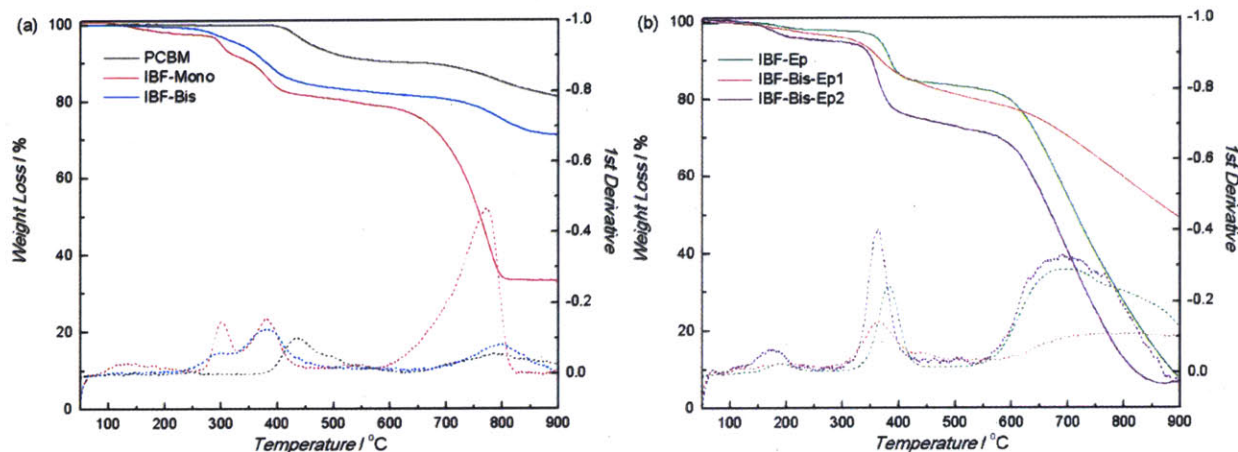 (a)
100
80
60
40
20
0
Weight Loss / %
PCBM
IBF-Mono
IBF-Bis
-1.0
-0.8
-0.6
-0.4
-0.2
0.0
1st Derivative
100 200 300 400 500 600 700 800 900
Temperature / °C
(b)
100
80
60
40
20
0
Weight Loss / %
IBF-Ep
IBF-Bis-Ep1
IBF-Bis-Ep2
-1.0
-0.8
-0.6
-0.4
-0.2
0.0
1st Derivative
100 200 300 400 500 600 700 800 900
Temperature / °C